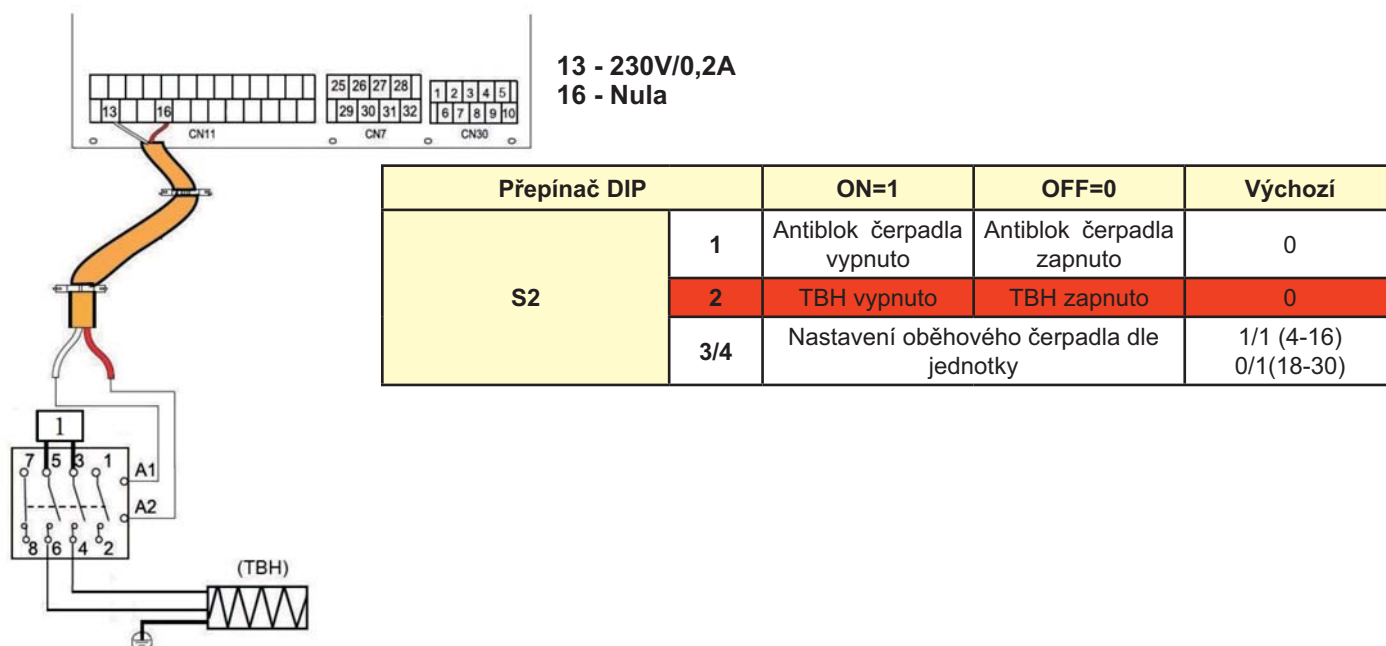 13 - 230V/0,2A
16 - Nula
25 26 27 28
1 2 3 4 5
13 16
29 30 31 32
6 7 8 9 10
CN11 CN7 CN30
Přepínač DIP ON=1 OFF=0 Výchozí
S2
1 Antiblok čerpadla vypnuto Antiblok čerpadla zapnuto 0
2 TBH vypnuto TBH zapnuto 0
3/4 Nastavení oběhového čerpadla dle jednotky 1/1 (4-16) 0/1(18-30)
1
7 5 3 1
A1
A2
8 6 4 2
(TBH)